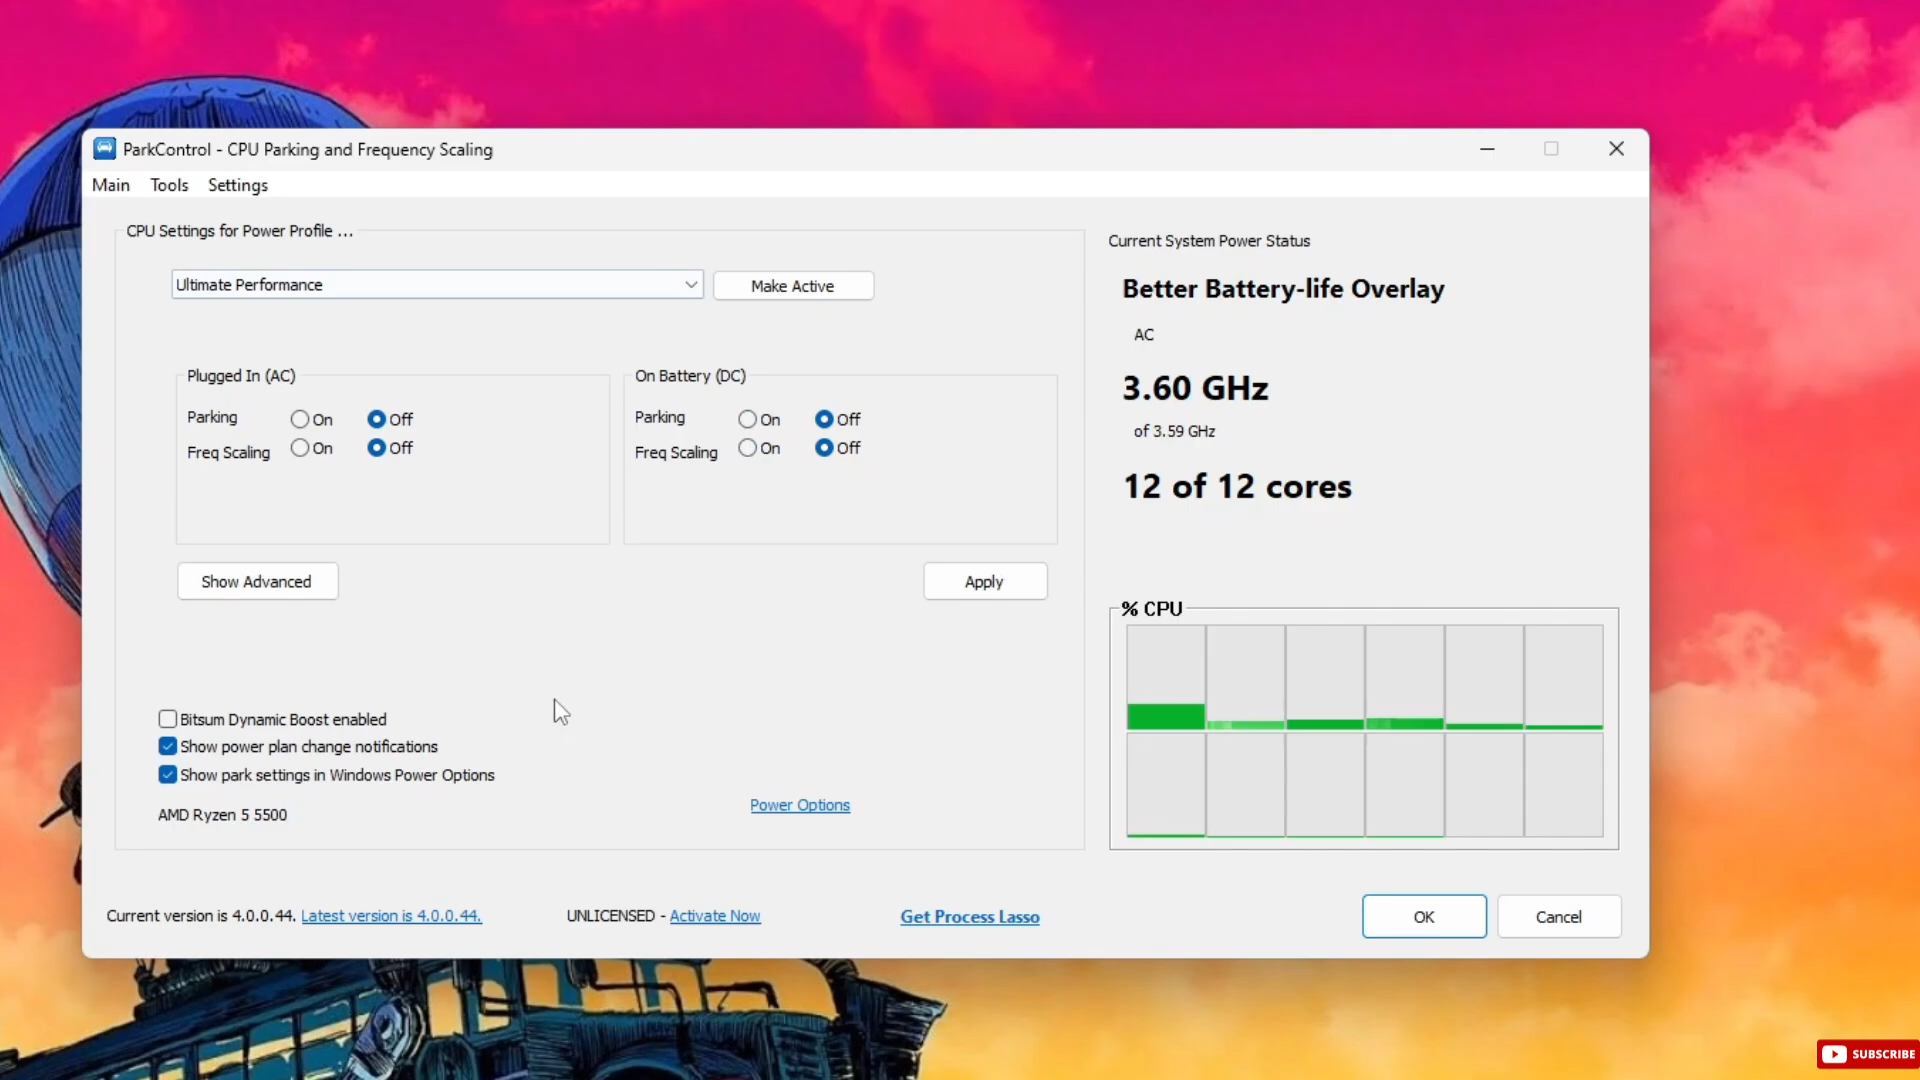 ParkControl - CPU Parking and Frequency Scaling
Main Tools Settings
CPU Settings for Power Profile ...
Ultimate Performance
Make Active
Plugged In (AC)
Parking On Off
Freq Scaling On Off
On Battery (DC)
Parking On Off
Freq Scaling On Off
Show Advanced
Apply
Bitsum Dynamic Boost enabled
Show power plan change notifications
Show park settings in Windows Power Options
AMD Ryzen 5 5500
Power Options
Current System Power Status
Better Battery-life Overlay
AC
3.60 GHz
of 3.59 GHz
12 of 12 cores
% CPU
Current version is 4.0.0.44. Latest version is 4.0.0.44.
UNLICENSED - Activate Now
Get Process Lasso
OK
Cancel
SUBSCRIBE